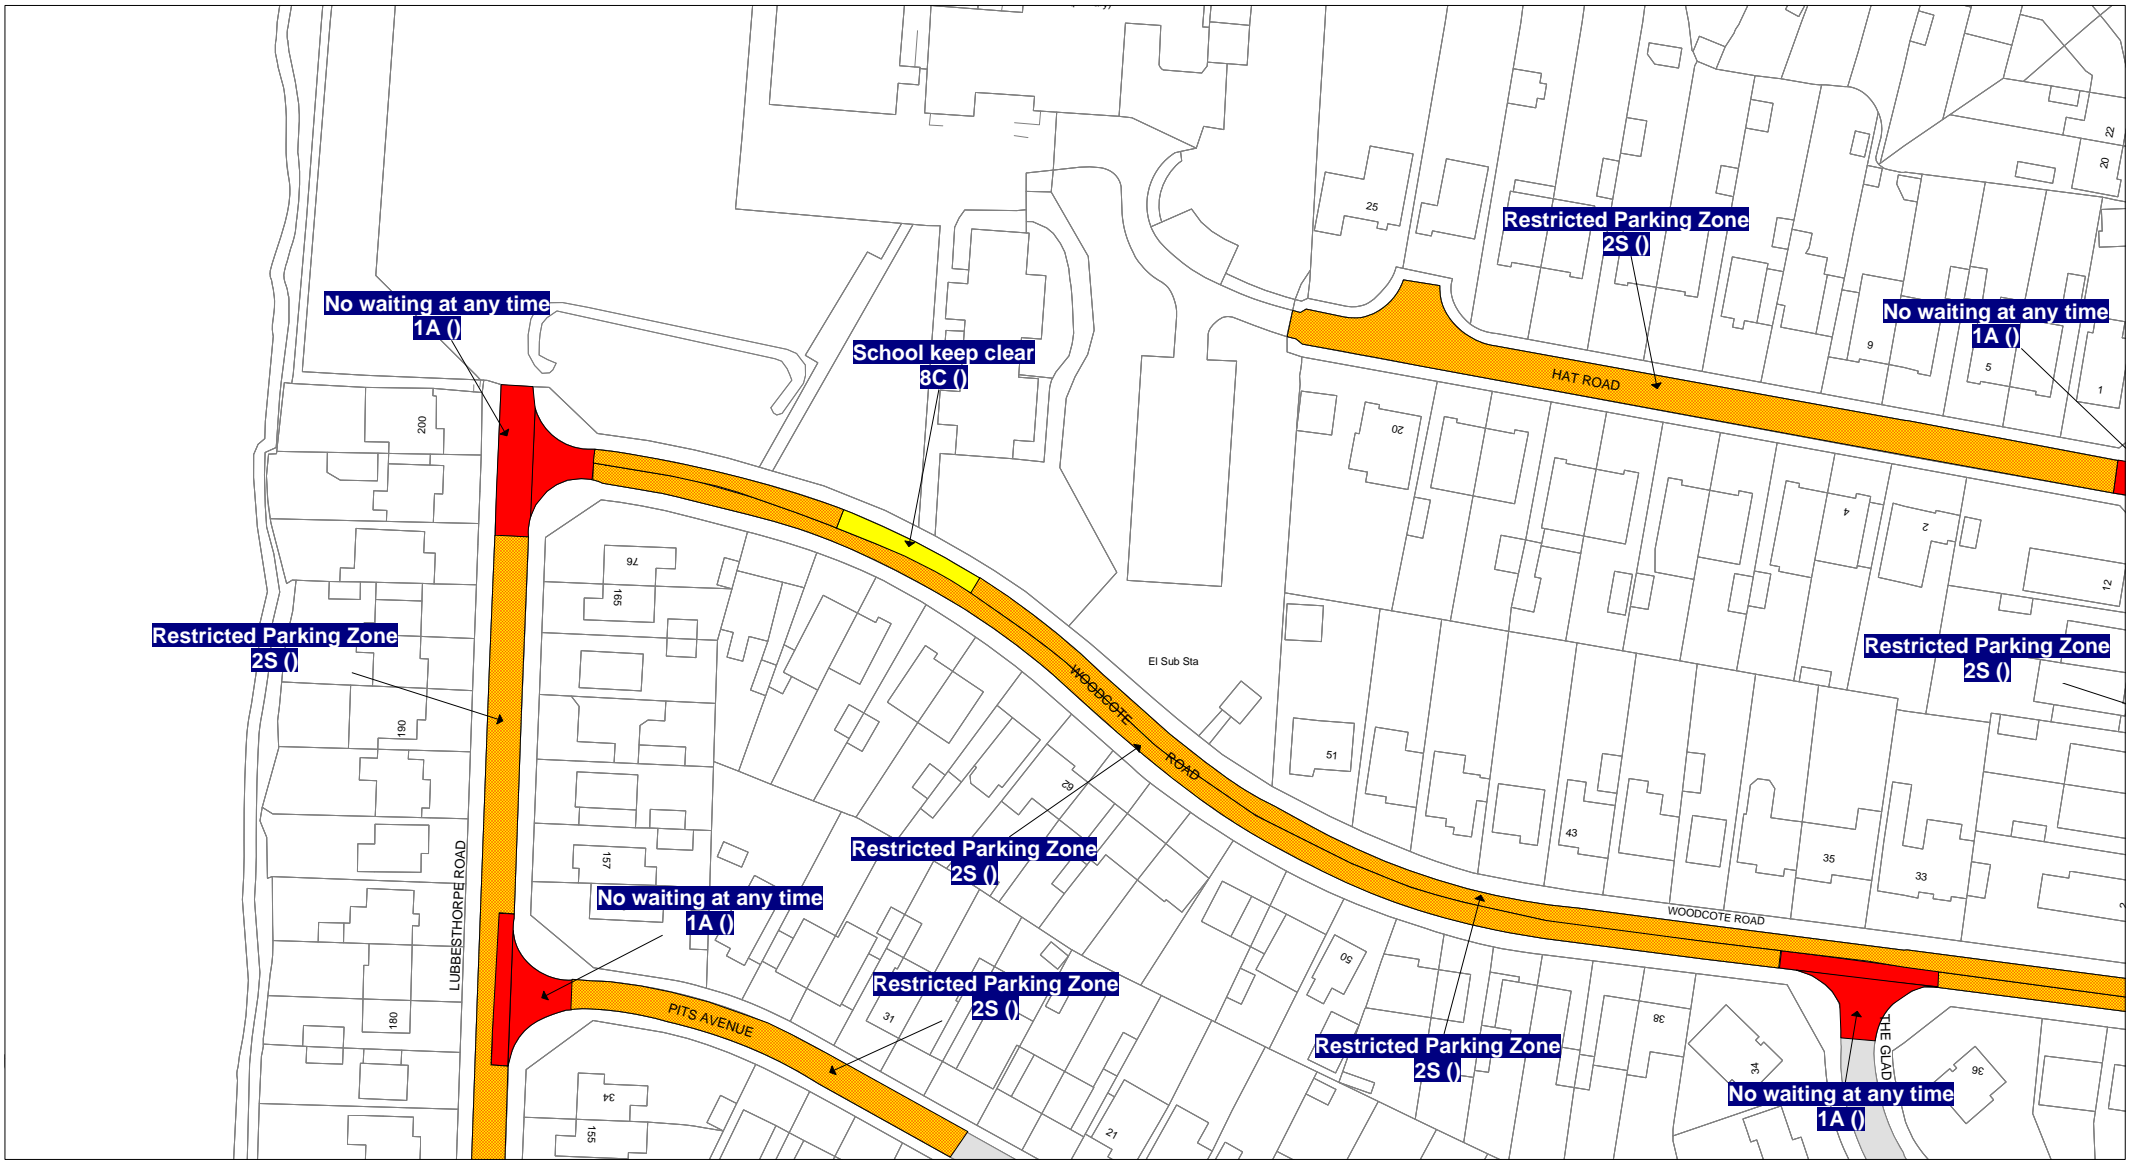 22
20
25
Restricted Parking Zone
2S ()
No waiting at any time
1A ()
No waiting at any time
1A ()
School keep clear
8C ()
9
5
1
HAT ROAD
200
20
4
2
12
76
165
Restricted Parking Zone
2S ()
Restricted Parking Zone
2S ()
El Sub Sta
WOODCOTE
ROAD
190
51
62
43
35
33
Restricted Parking Zone
2S ()
157
LUBBESTHORPE ROAD
No waiting at any time
1A ()
WOODCOTE ROAD
2
50
Restricted Parking Zone
2S ()
31
PITS AVENUE
180
38
THE GLAD
Restricted Parking Zone
2S ()
34
36
No waiting at any time
1A ()
34
155
21